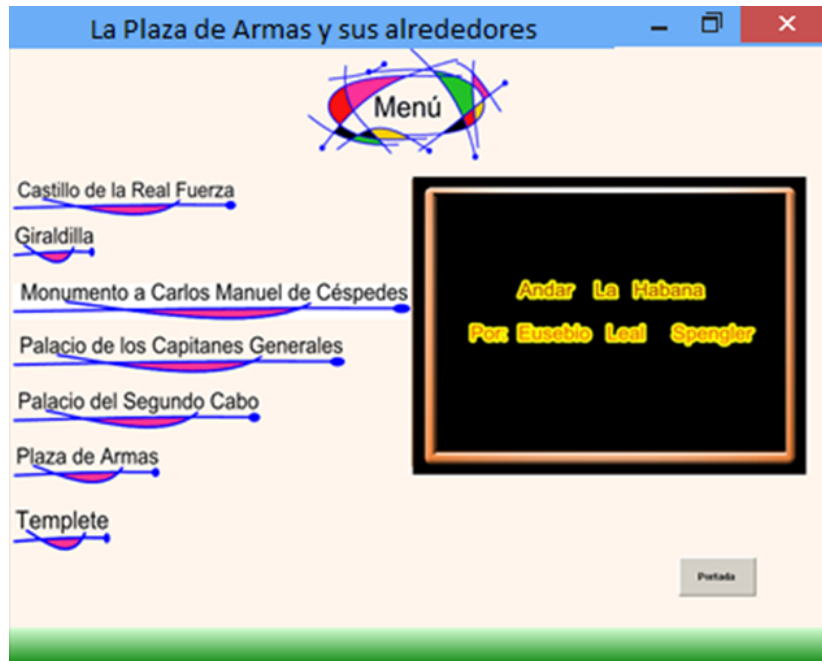 La Plaza de Armas y sus alrededores
Menú
Castillo de la Real Fuerza
Giraldilla
Monumento a Carlos Manuel de Céspedes
Palacio de los Capitanes Generales
Palacio del Segundo Cabo
Plaza de Armas
Templete
Andar La Habana
Por: Eusebio Leal Spengler
Portada